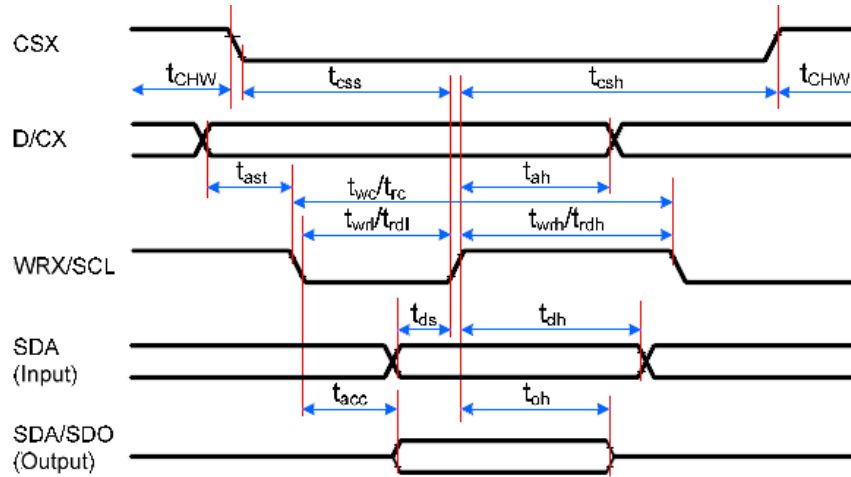 CSX
tCHW tcss tcsh tCHW
D/CX
tast twc/trc tah
twrl/trdl twrh/trdh
WRX/SCL
tds tdh
SDA
(Input)
tacc toh
SDA/SDO
(Output)